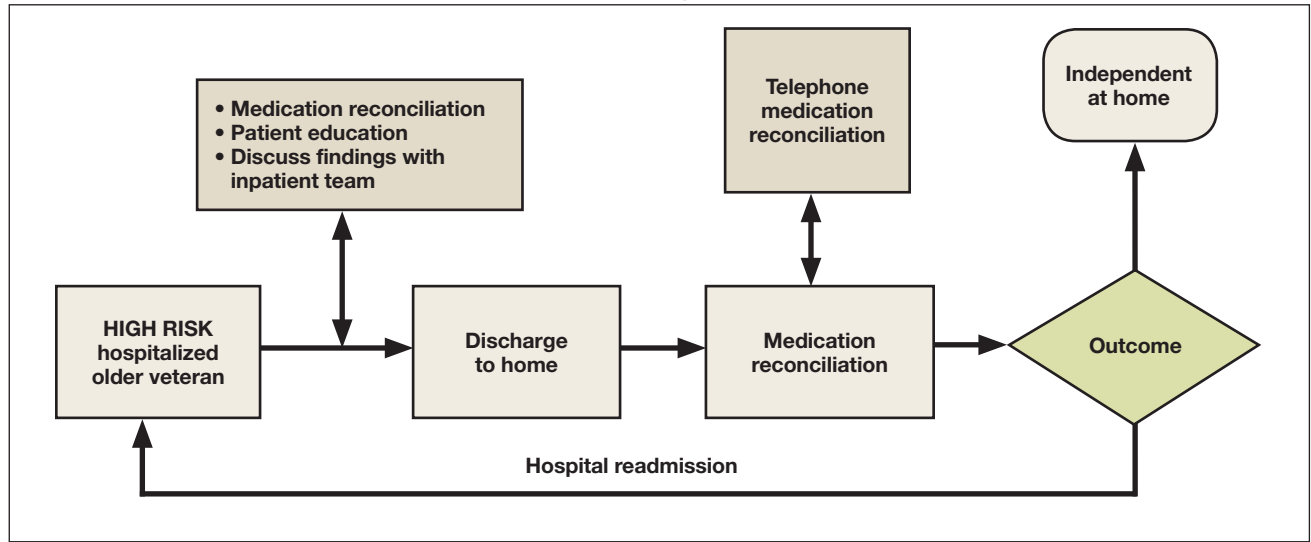 • Medication reconciliation
• Patient education
• Discuss findings with
inpatient team
Telephone
medication
reconciliation
Independent
at home
HIGH RISK
hospitalized
older veteran
Discharge
to home
Medication
reconciliation
Outcome
Hospital readmission